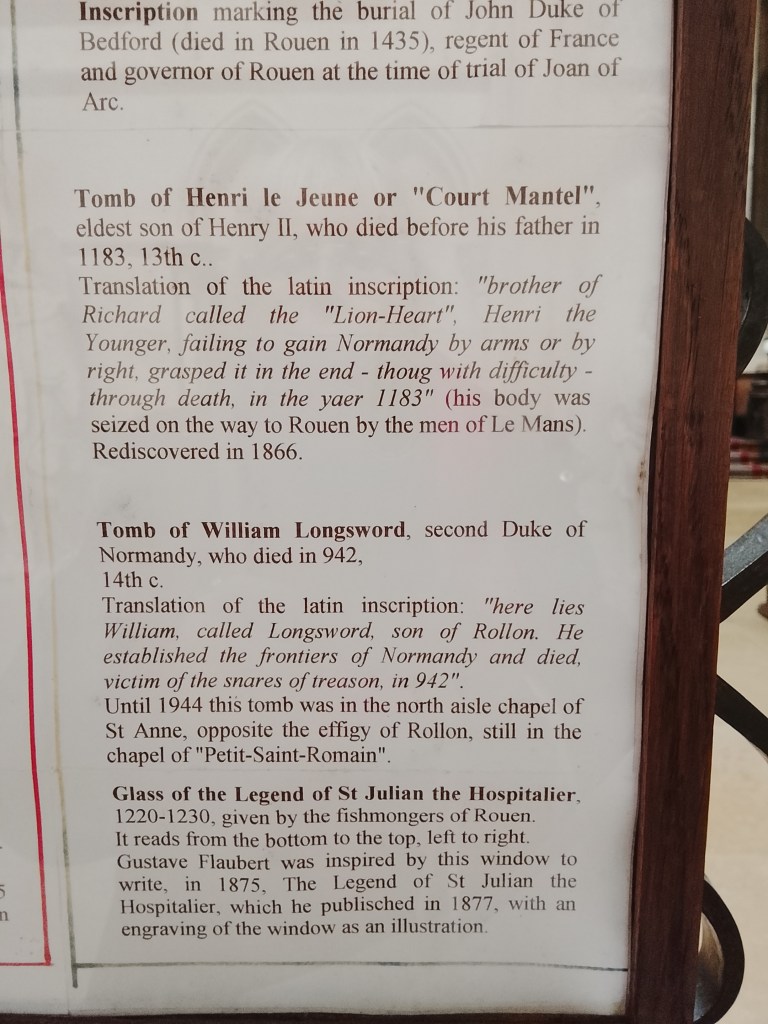 Inscription marking the burial of John Duke of
Bedford (died in Rouen in 1435), regent of France
and governor of Rouen at the time of trial of Joan of
Arc.
Tomb of Henri le Jeune or "Court Mantel",
eldest son of Henry II, who died before his father in
1183, 13th c..
Translation of the latin inscription: "brother of
Richard called the "Lion-Heart", Henri the
Younger, failing to gain Normandy by arms or by
right, grasped it in the end - thoug with difficulty -
through death, in the yaer 1183" (his body was
seized on the way to Rouen by the men of Le Mans).
Rediscovered in 1866.
Tomb of William Longsword, second Duke of
Normandy, who died in 942,
14th c.
Translation of the latin inscription: "here lies
William, called Longsword, son of Rollon. He
established the frontiers of Normandy and died,
victim of the snares of treason, in 942".
Until 1944 this tomb was in the north aisle chapel of
St Anne, opposite the effigy of Rollon, still in the
chapel of "Petit-Saint-Romain".
Glass of the Legend of St Julian the Hospitalier,
1220-1230, given by the fishmongers of Rouen.
It reads from the bottom to the top, left to right.
Gustave Flaubert was inspired by this window to
write, in 1875, The Legend of St Julian the
Hospitalier, which he publisched in 1877, with an
engraving of the window as an illustration.